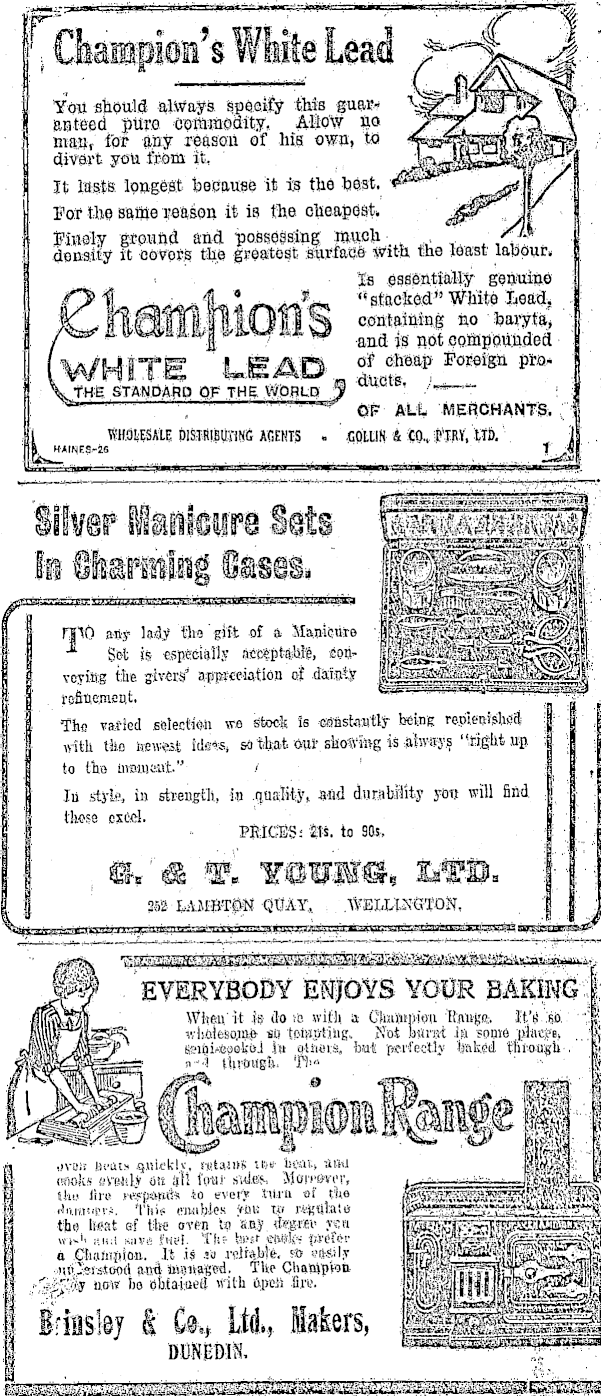 Champion's White Lead
You should always specify this guar-
anteed pure commodity. Allow no
man, for any reason of his own, to
divert you from it.
It lasts longest because it is the best.
For the same reason it is the cheapest.
Finely ground and possessing much
density it covers the greatest surface with the least labour.
Is essentially genuine
"stacked" White Lead,
containing no baryta,
and is not compounded
of cheap Foreign pro-
ducts.
Champion's
WHITE LEAD
THE STANDARD OF THE WORLD
OF ALL MERCHANTS.
WHOLESALE DISTRIBUTING AGENTS . GOLLIN & CO., P'TRY, LTD.
HAINES-26
1
Silver Manicure Sets
In Charming Cases.
TO any lady the gift of a Manicure
Set is especially acceptable, con-
veying the givers' appreciation of dainty
refinement.
The varied selection we stock is constantly being replenished
with the newest ideas, so that our showing is always "right up
to the moment."
In style, in strength, in quality, and durability you will find
these excel.
PRICES: 21s. to 90s.
G. & T. YOUNG, LTD.
252 LAMBTON QUAY, WELLINGTON.
EVERYBODY ENJOYS YOUR BAKING
When it is done with a Champion Range. It's so
wholesome so tempting. Not burnt in some places,
semi-cooked in others, but perfectly baked through
and through. The
Champion Range
oven heats quickly, retains the heat, and
cooks evenly on all four sides. Moreover,
the fire responds to every turn of the
dampers. This enables you to regulate
the heat of the oven to any degree you
wish and save fuel. The best cooks prefer
a Champion. It is so reliable, so easily
understood and managed. The Champion
may now be obtained with open fire.
Brinsley & Co., Ltd., Makers,
DUNEDIN.